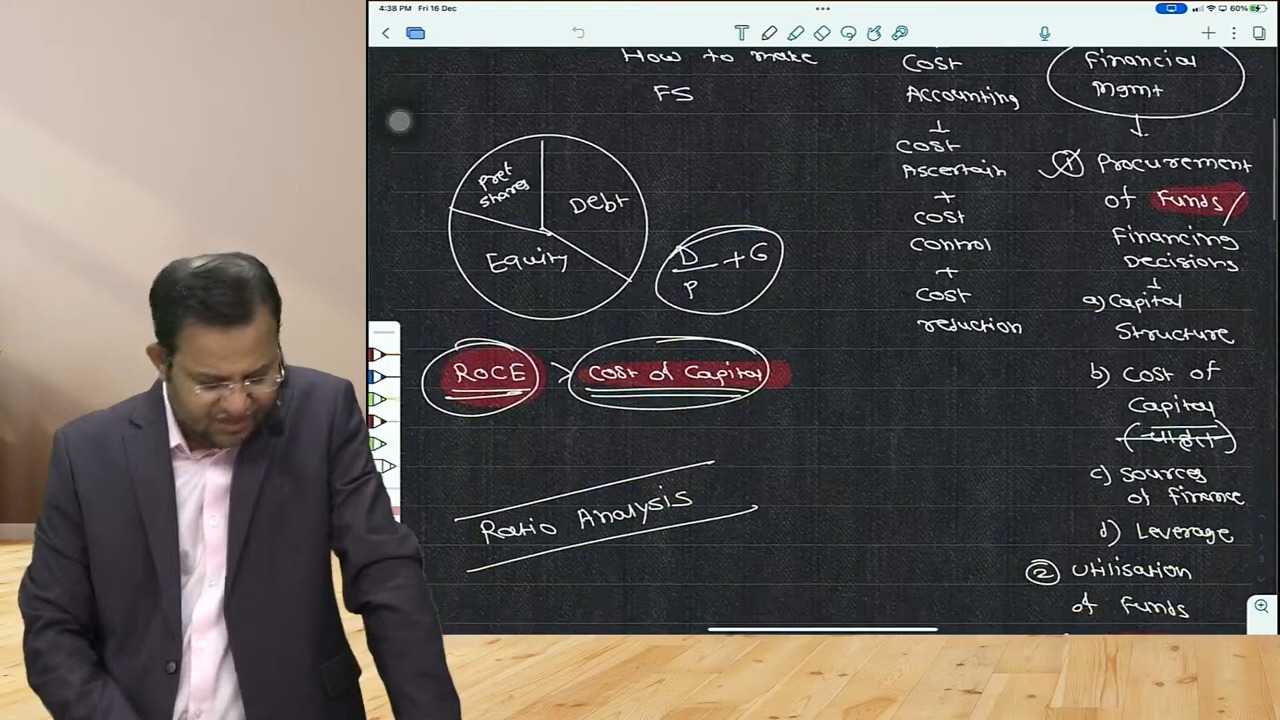 4:38 PM Fri 16 Dec
60%
How to make
FS
Pref
shares
Debt
Equity
D
P
+ G
ROCE > Cost of Capital
Ratio Analysis
Cost
Accounting
↓
Cost
Ascertain
+
Cost
control
+
Cost
reduction
Financial
Mgmt
↓
① Procurement
of Funds/
Financing
Decisions
↓
a) Capital
Structure
b) Cost of
Capital
c) Sources
of finance
d) Leverage
② Utilisation
of Funds